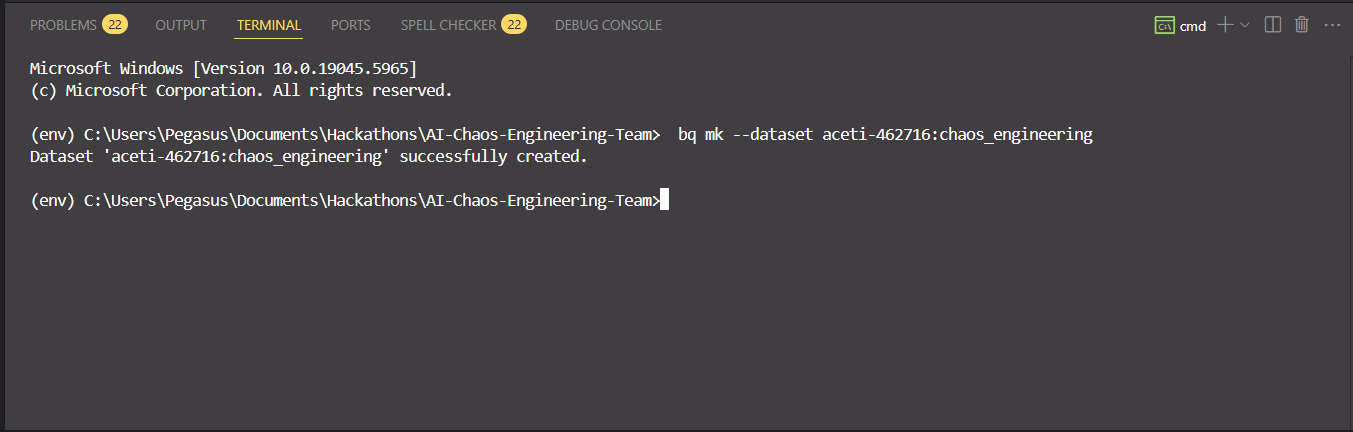 PROBLEMS 22 OUTPUT TERMINAL PORTS SPELL CHECKER 22 DEBUG CONSOLE cmd
Microsoft Windows [Version 10.0.19045.5965]
(c) Microsoft Corporation. All rights reserved.
(env) C:\Users\Pegasus\Documents\Hackathons\AI-Chaos-Engineering-Team>  bq mk --dataset aceti-462716:chaos_engineering
Dataset 'aceti-462716:chaos_engineering' successfully created.
(env) C:\Users\Pegasus\Documents\Hackathons\AI-Chaos-Engineering-Team>